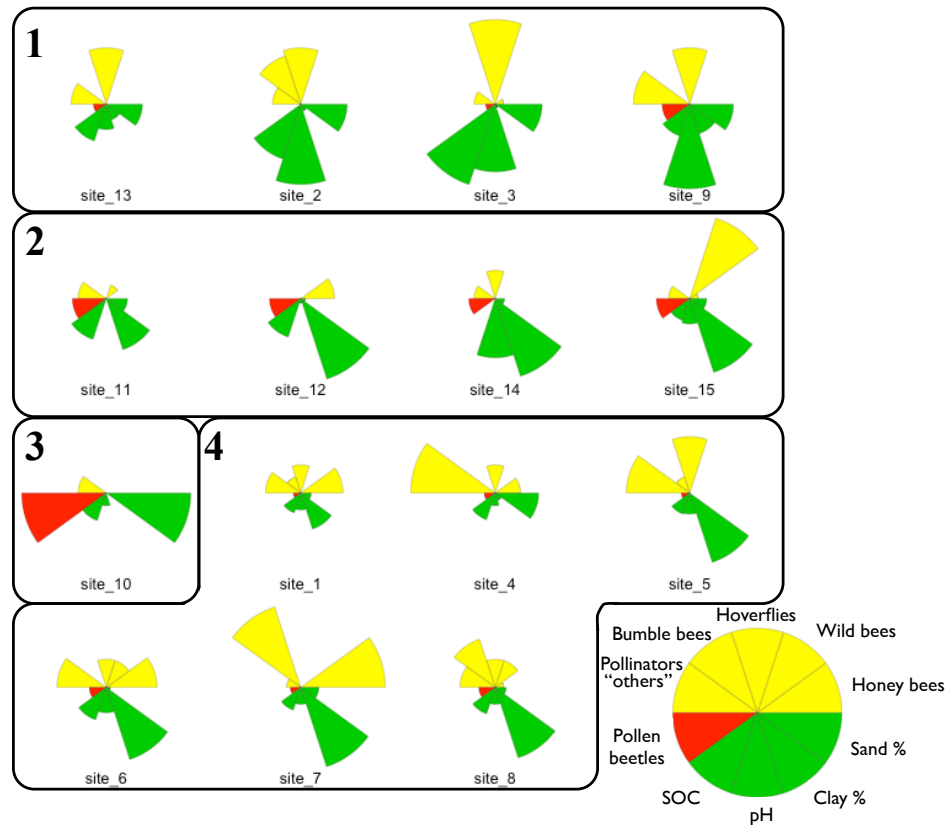 1
site_13 site_2 site_3 site_9
2
site_11 site_12 site_14 site_15
3
site_10
4
site_1 site_4 site_5
site_6 site_7 site_8
Hoverflies
Bumble bees
Wild bees
Pollinators
“others”
Honey bees
Pollen
beetles
Sand %
SOC
pH
Clay %